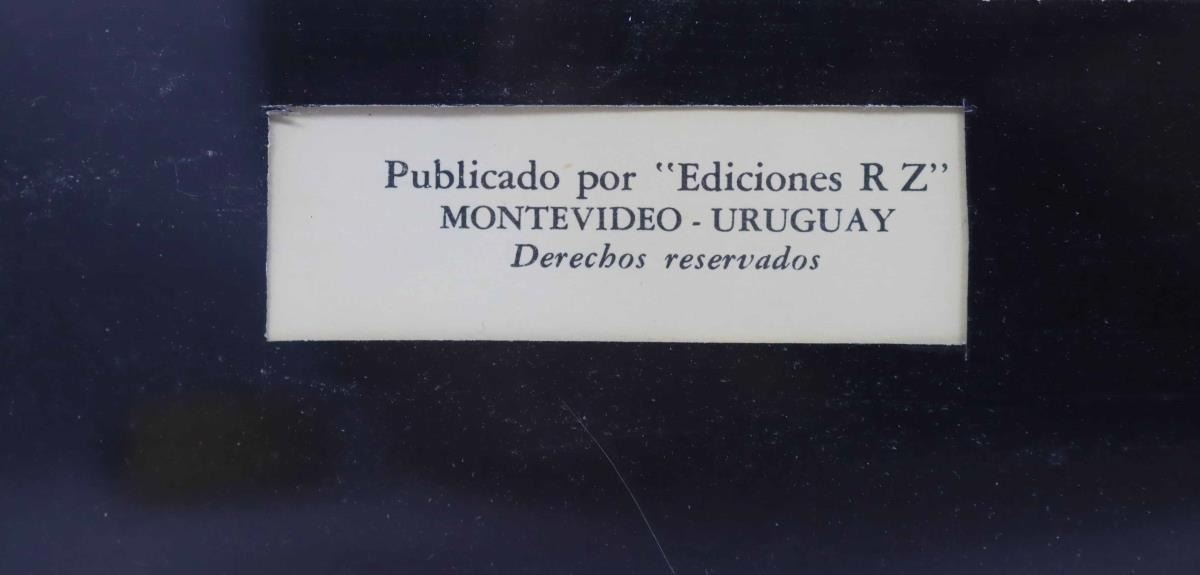 Publicado por "Ediciones R Z"
MONTEVIDEO - URUGUAY
Derechos reservados